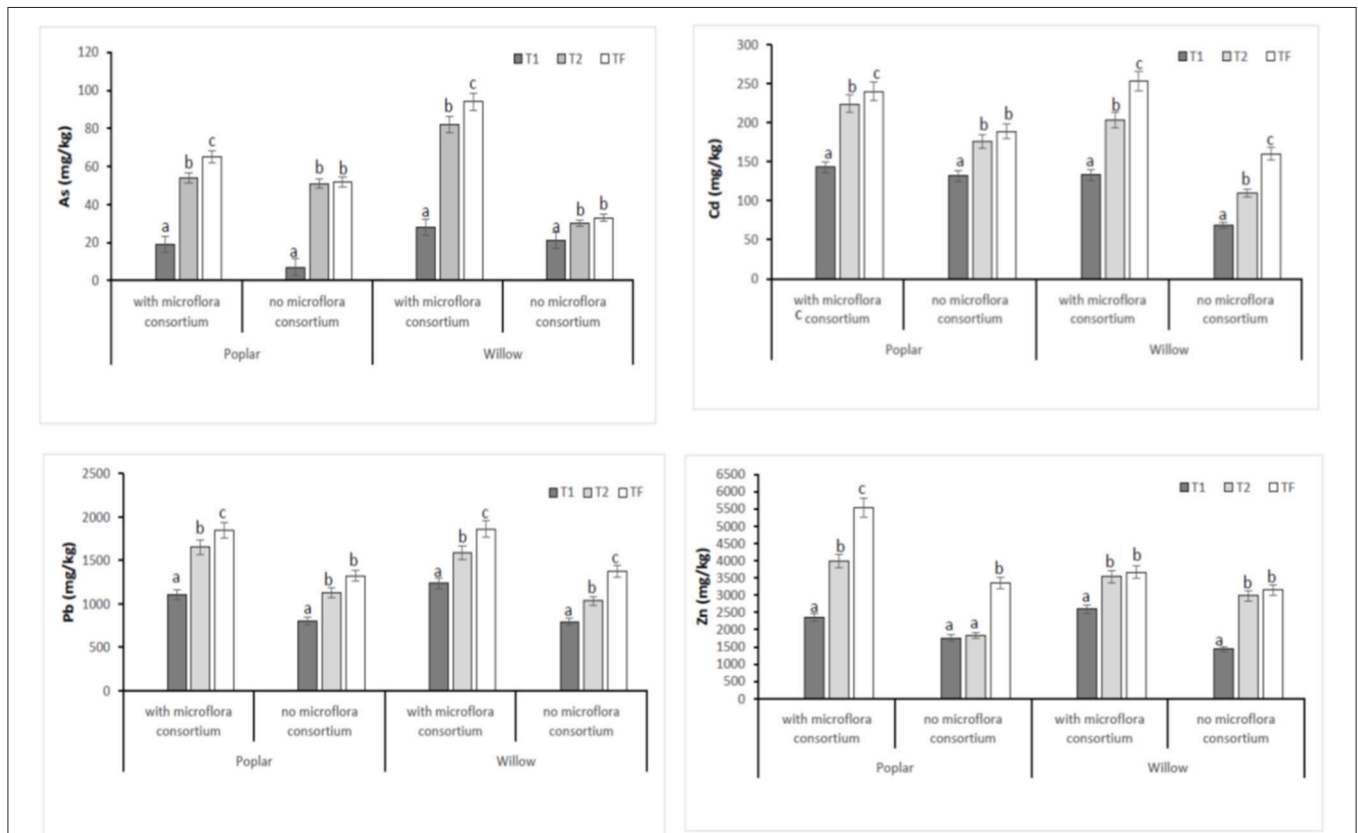 As (mg/kg)
120
100
80
60
40
20
0
T1 T2 TF
a b c a b b a b c a b b
with microflora consortium
no microflora consortium
with microflora consortium
no microflora consortium
Poplar
Willow
Cd (mg/kg)
300
250
200
150
100
50
0
T1 T2 TF
a b c a b b a b c a b c
with microflora
c consortium
no microflora consortium
with microflora consortium
no microflora consortium
Poplar
Willow
Pb (mg/kg)
2500
2000
1500
1000
500
0
T1 T2 TF
a b c a b b a b c a b c
with microflora consortium
no microflora consortium
with microflora consortium
no microflora consortium
Poplar
Willow
Zn (mg/kg)
6500
6000
5500
5000
4500
4000
3500
3000
2500
2000
1500
1000
500
0
T1 T2 TF
a b c a a b a b b a b b
with microflora consortium
no microflora consortium
with microflora consortium
no microflora consortium
Poplar
Willow